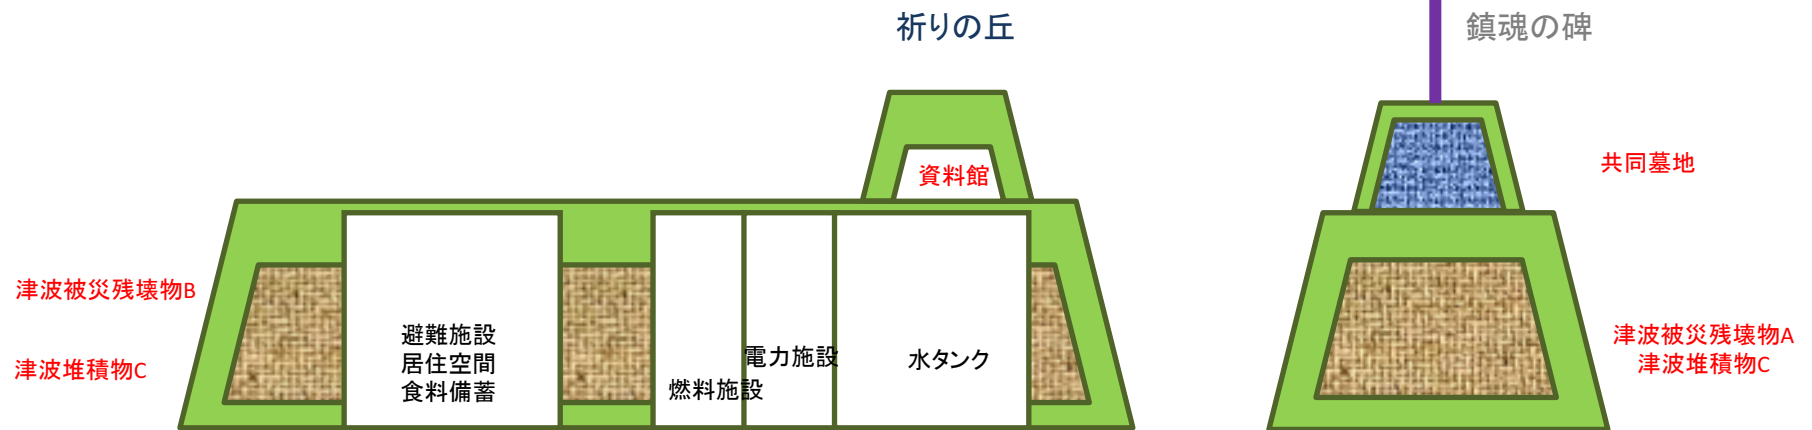 祈りの丘
鎮魂の碑
資料館
共同墓地
津波被災残壊物B
津波堆積物C
避難施設
居住空間
食料備蓄
燃料施設
電力施設
水タンク
津波被災残壊物A
津波堆積物C